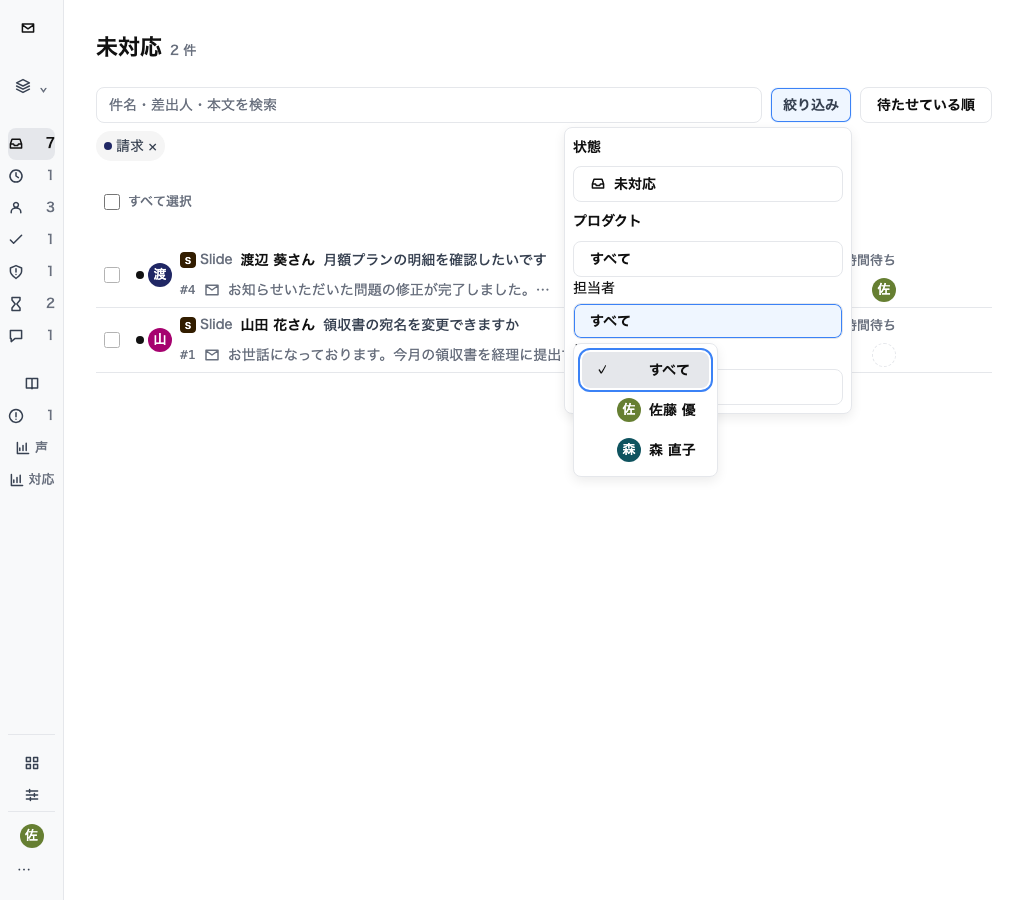 未対応 2 件
件名・差出人・本文を検索
絞り込み
待たせている順
請求 ×
すべて選択
7
1
3
1
1
2
1
1
声
対応
佐
渡 s Slide 渡辺 葵さん 月額プランの明細を確認したいです
#4 お知らせいただいた問題の修正が完了しました。…
時間待ち
佐
山 s Slide 山田 花さん 領収書の宛名を変更できますか
#1 お世話になっております。今月の領収書を経理に提出
時間待ち
状態
未対応
プロダクト
すべて
担当者
すべて
✓ すべて
佐 佐藤 優
森 森 直子
…